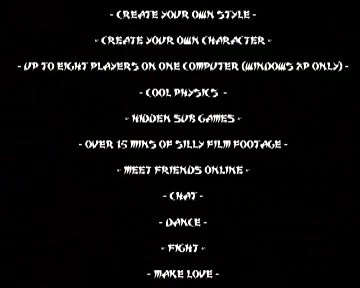 - CREATE YOUR OWN STYLE -
- CREATE YOUR OWN CHARACTER -
- UP TO EIGHT PLAYERS ON ONE COMPUTER (WINDOWS XP ONLY) -
- COOL PHYSICS -
- HIDDEN SUB GAMES -
- OVER 15 MINS OF SILLY FILM FOOTAGE -
- MEET FRIENDS ONLINE -
- CHAT -
- DANCE -
- FIGHT -
- MAKE LOVE -